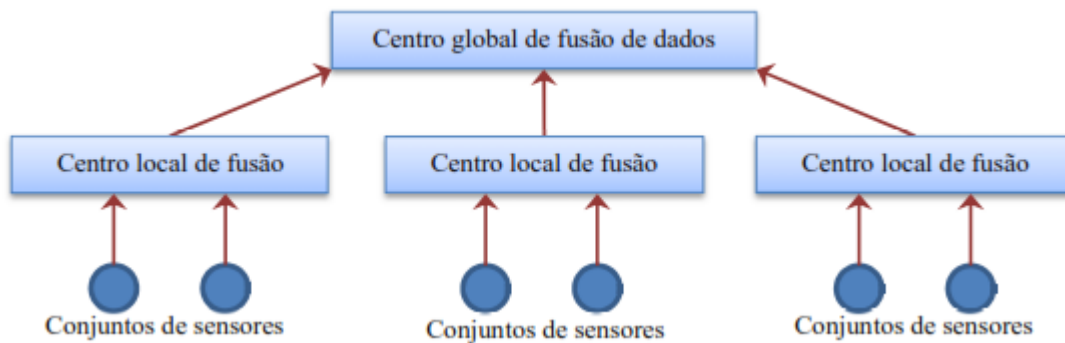 Centro global de fusão de dados
Centro local de fusão
Centro local de fusão
Centro local de fusão
Conjuntos de sensores
Conjuntos de sensores
Conjuntos de sensores